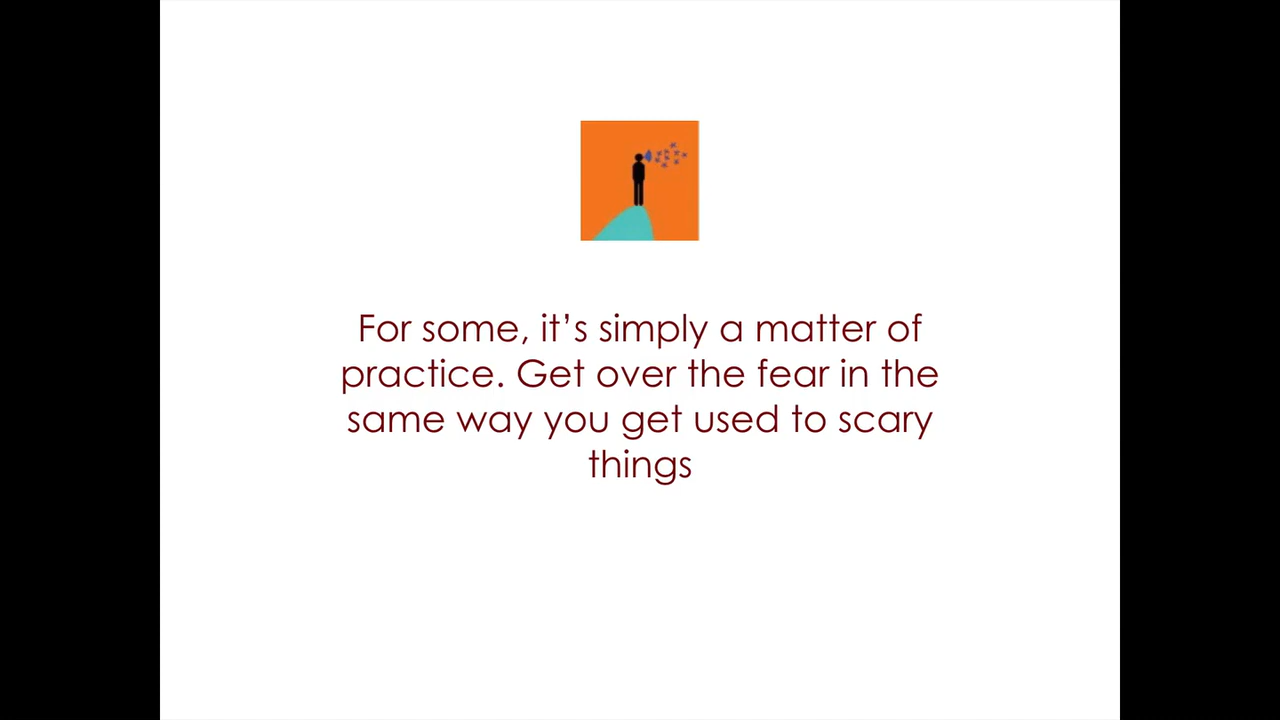 For some, it’s simply a matter of
practice. Get over the fear in the
same way you get used to scary
things